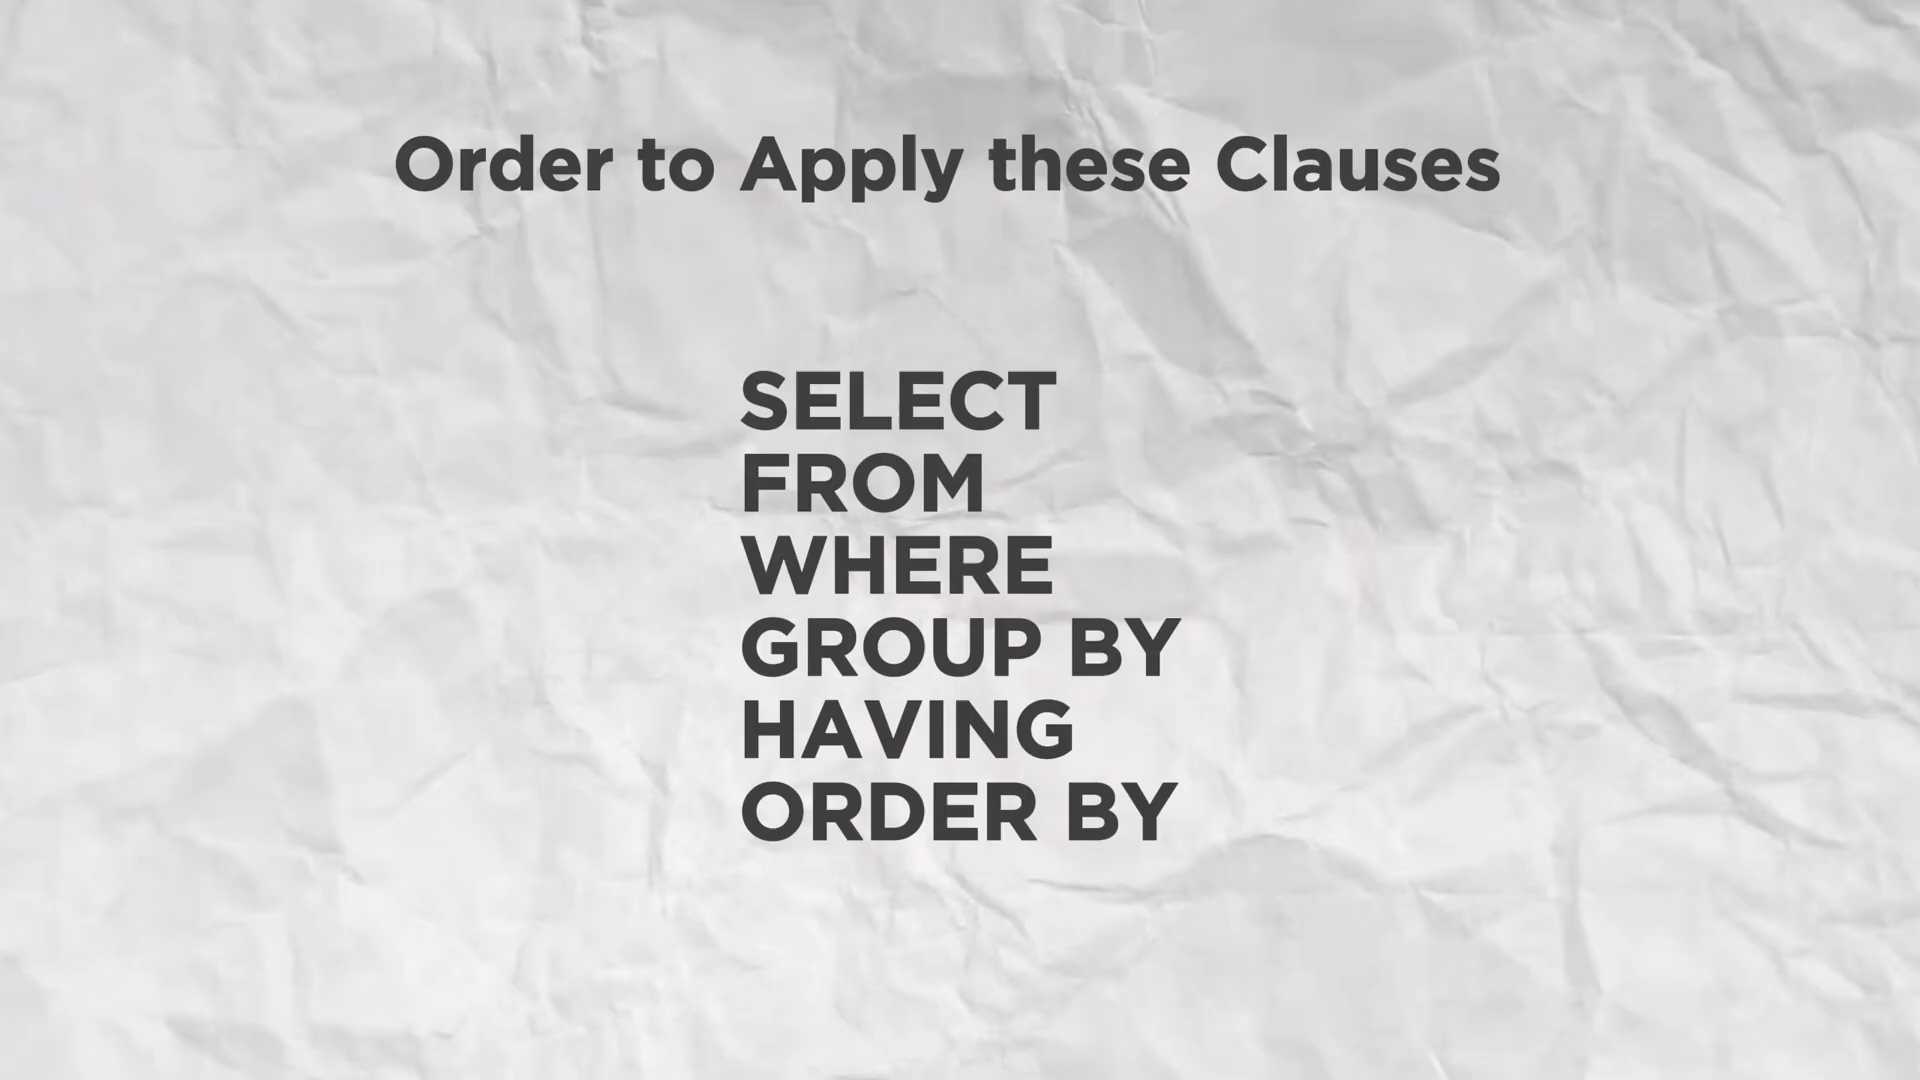 Order to Apply these Clauses
SELECT
FROM
WHERE
GROUP BY
HAVING
ORDER BY